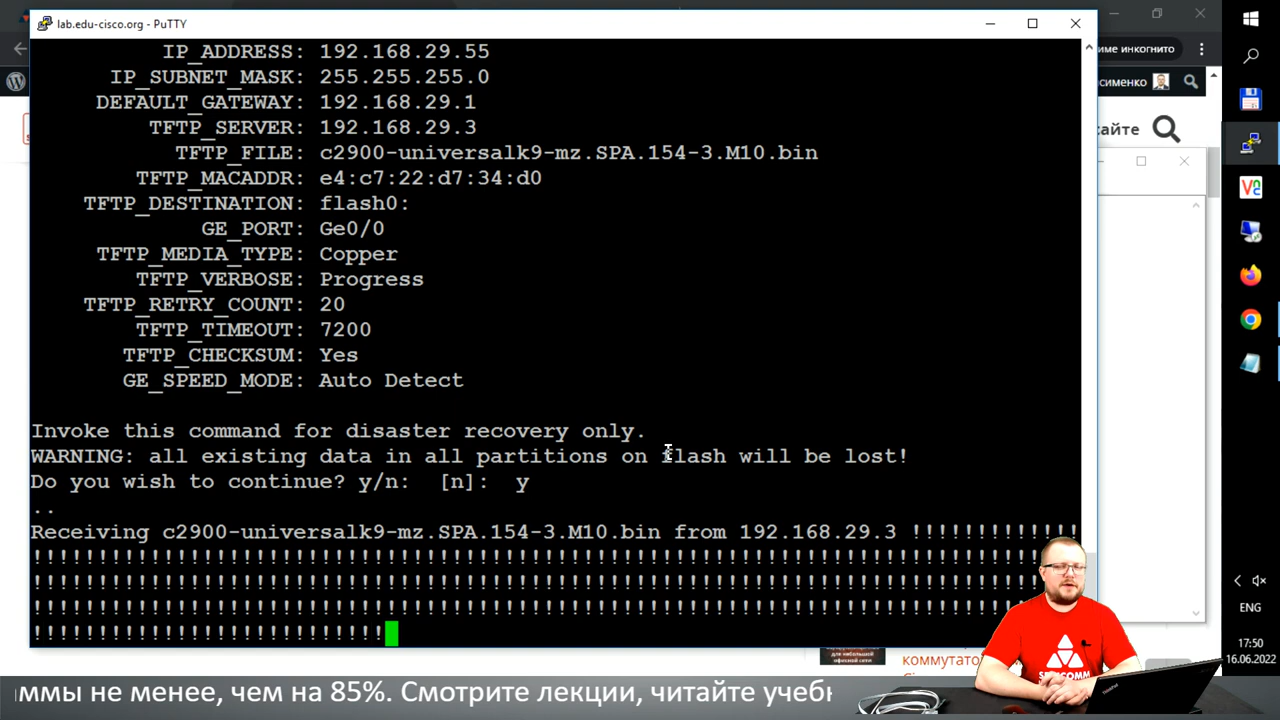 lab.edu-cisco.org - PuTTY
IP_ADDRESS: 192.168.29.55
IP_SUBNET_MASK: 255.255.255.0
DEFAULT_GATEWAY: 192.168.29.1
TFTP_SERVER: 192.168.29.3
TFTP_FILE: c2900-universalk9-mz.SPA.154-3.M10.bin
TFTP_MACADDR: e4:c7:22:d7:34:d0
TFTP_DESTINATION: flash0:
GE_PORT: Ge0/0
TFTP_MEDIA_TYPE: Copper
TFTP_VERBOSE: Progress
TFTP_RETRY_COUNT: 20
TFTP_TIMEOUT: 7200
TFTP_CHECKSUM: Yes
GE_SPEED_MODE: Auto Detect
Invoke this command for disaster recovery only.
WARNING: all existing data in all partitions on flash will be lost!
Do you wish to continue? y/n:  [n]:  y
..
Receiving c2900-universalk9-mz.SPA.154-3.M10.bin from 192.168.29.3 !!!!!!!!!!!!!
!!!!!!!!!!!!!!!!!!!!!!!!!!!!!!!!!!!!!!!!!!!!!!!!!!!!!!!!!!!!!!!!!!!!!!!!!!!!!
!!!!!!!!!!!!!!!!!!!!!!!!!!!!!!!!!!!!!!!!!!!!!!!!!!!!!!!!!!!!!!!!!!!!!!!!!!!!!
!!!!!!!!!!!!!!!!!!!!!!!!!!!!!!!!!!!!!!!!!!!!!!!!!!!!!!!!!!!!!!!!!!!!!!!!!!
!!!!!!!!!!!!!!!!!!!!!!!!!!!
име инкогнито
сименко
сайте
коммутато
ENG
17:50
16.06.2022
ммы не менее, чем на 85%. Смотрите лекции, читайте учеб